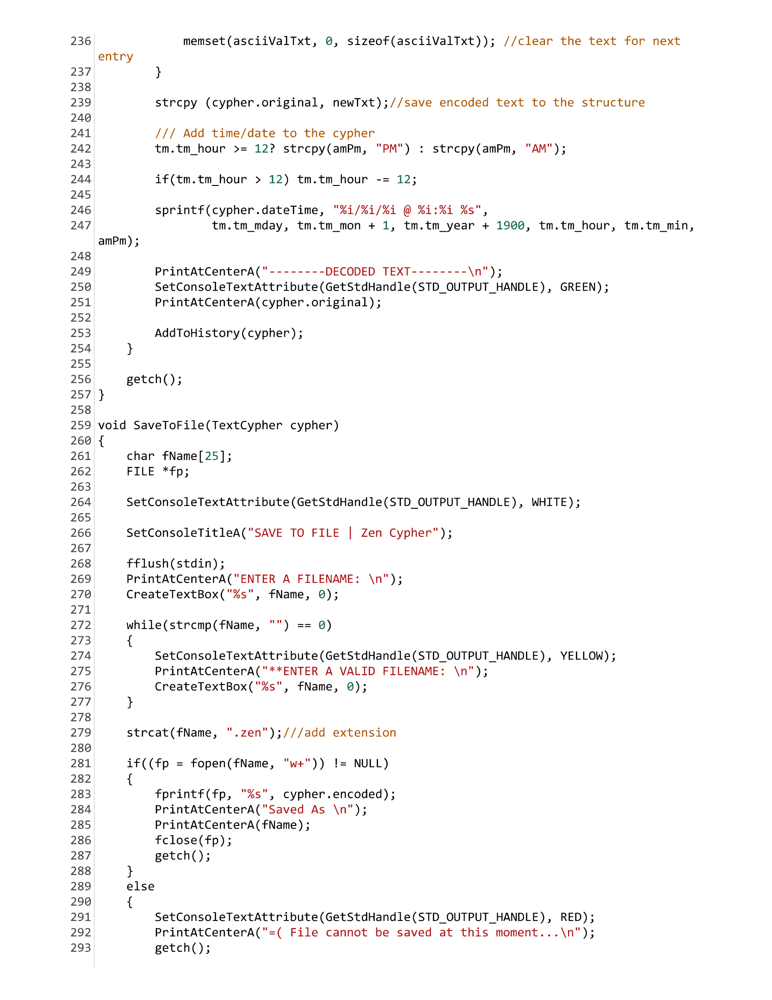 236            memset(asciiValTxt, 0, sizeof(asciiValTxt)); //clear the text for next
entry
237        }
238
239        strcpy (cypher.original, newTxt);//save encoded text to the structure
240
241        /// Add time/date to the cypher
242        tm.tm_hour >= 12? strcpy(amPm, "PM") : strcpy(amPm, "AM");
243
244        if(tm.tm_hour > 12) tm.tm_hour -= 12;
245
246        sprintf(cypher.dateTime, "%i/%i/%i @ %i:%i %s",
247                tm.tm_mday, tm.tm_mon + 1, tm.tm_year + 1900, tm.tm_hour, tm.tm_min,
amPm);
248
249        PrintAtCenterA("--------DECODED TEXT--------\n");
250        SetConsoleTextAttribute(GetStdHandle(STD_OUTPUT_HANDLE), GREEN);
251        PrintAtCenterA(cypher.original);
252
253        AddToHistory(cypher);
254    }
255
256    getch();
257}
258
259void SaveToFile(TextCypher cypher)
260{
261    char fName[25];
262    FILE *fp;
263
264    SetConsoleTextAttribute(GetStdHandle(STD_OUTPUT_HANDLE), WHITE);
265
266    SetConsoleTitleA("SAVE TO FILE | Zen Cypher");
267
268    fflush(stdin);
269    PrintAtCenterA("ENTER A FILENAME: \n");
270    CreateTextBox("%s", fName, 0);
271
272    while(strcmp(fName, "") == 0)
273    {
274        SetConsoleTextAttribute(GetStdHandle(STD_OUTPUT_HANDLE), YELLOW);
275        PrintAtCenterA("**ENTER A VALID FILENAME: \n");
276        CreateTextBox("%s", fName, 0);
277    }
278
279    strcat(fName, ".zen");///add extension
280
281    if((fp = fopen(fName, "w+")) != NULL)
282    {
283        fprintf(fp, "%s", cypher.encoded);
284        PrintAtCenterA("Saved As \n");
285        PrintAtCenterA(fName);
286        fclose(fp);
287        getch();
288    }
289    else
290    {
291        SetConsoleTextAttribute(GetStdHandle(STD_OUTPUT_HANDLE), RED);
292        PrintAtCenterA("=( File cannot be saved at this moment...\n");
293        getch();